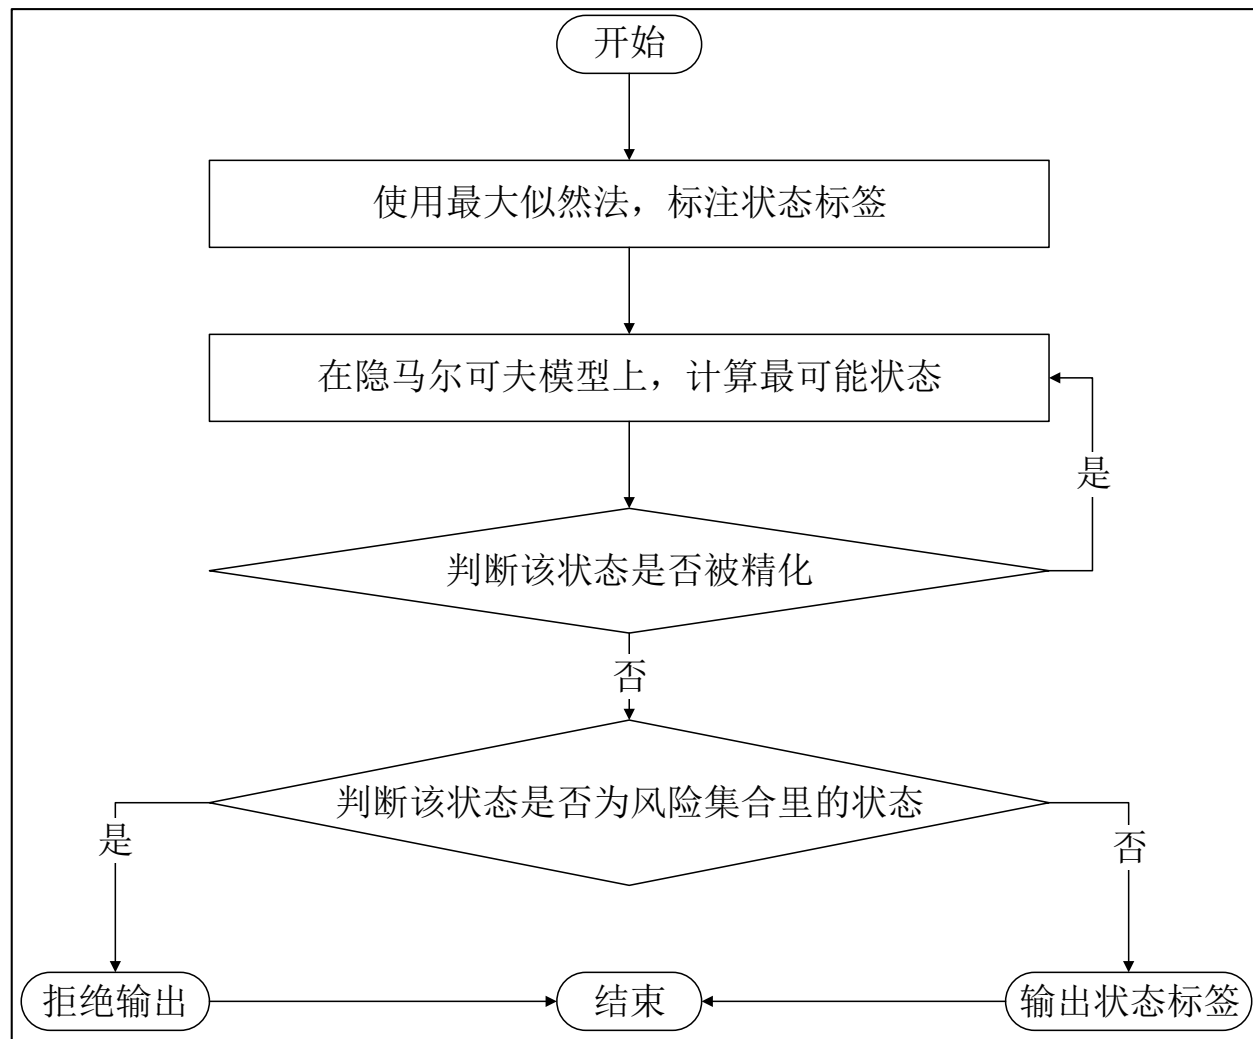 开始
使用最大似然法，标注状态标签
在隐马尔可夫模型上，计算最可能状态
是
判断该状态是否被精化
否
判断该状态是否为风险集合里的状态
是
否
拒绝输出
结束
输出状态标签